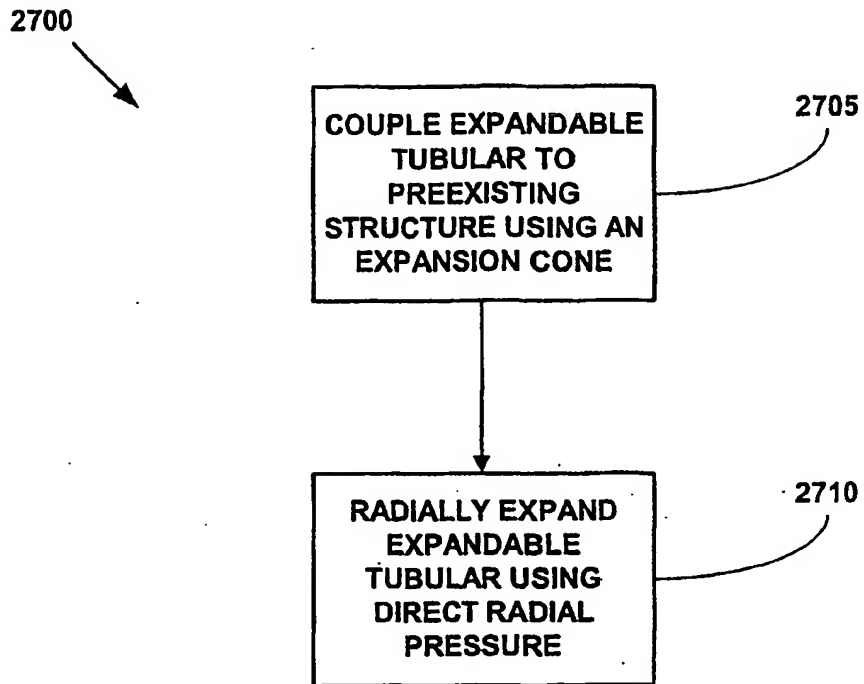 2700
COUPLE EXPANDABLE
TUBULAR TO
PREEXISTING
STRUCTURE USING AN
EXPANSION CONE
2705
RADIALLY EXPAND
EXPANDABLE
TUBULAR USING
DIRECT RADIAL
PRESSURE
2710